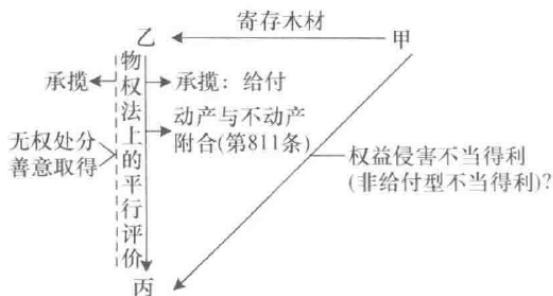 寄存木材
乙
甲
承揽
物权法上的平行评价
承揽：给付
动产与不动产
附合(第811条)
无权处分
善意取得
权益侵害不当得利
(非给付型不当得利)?
丙